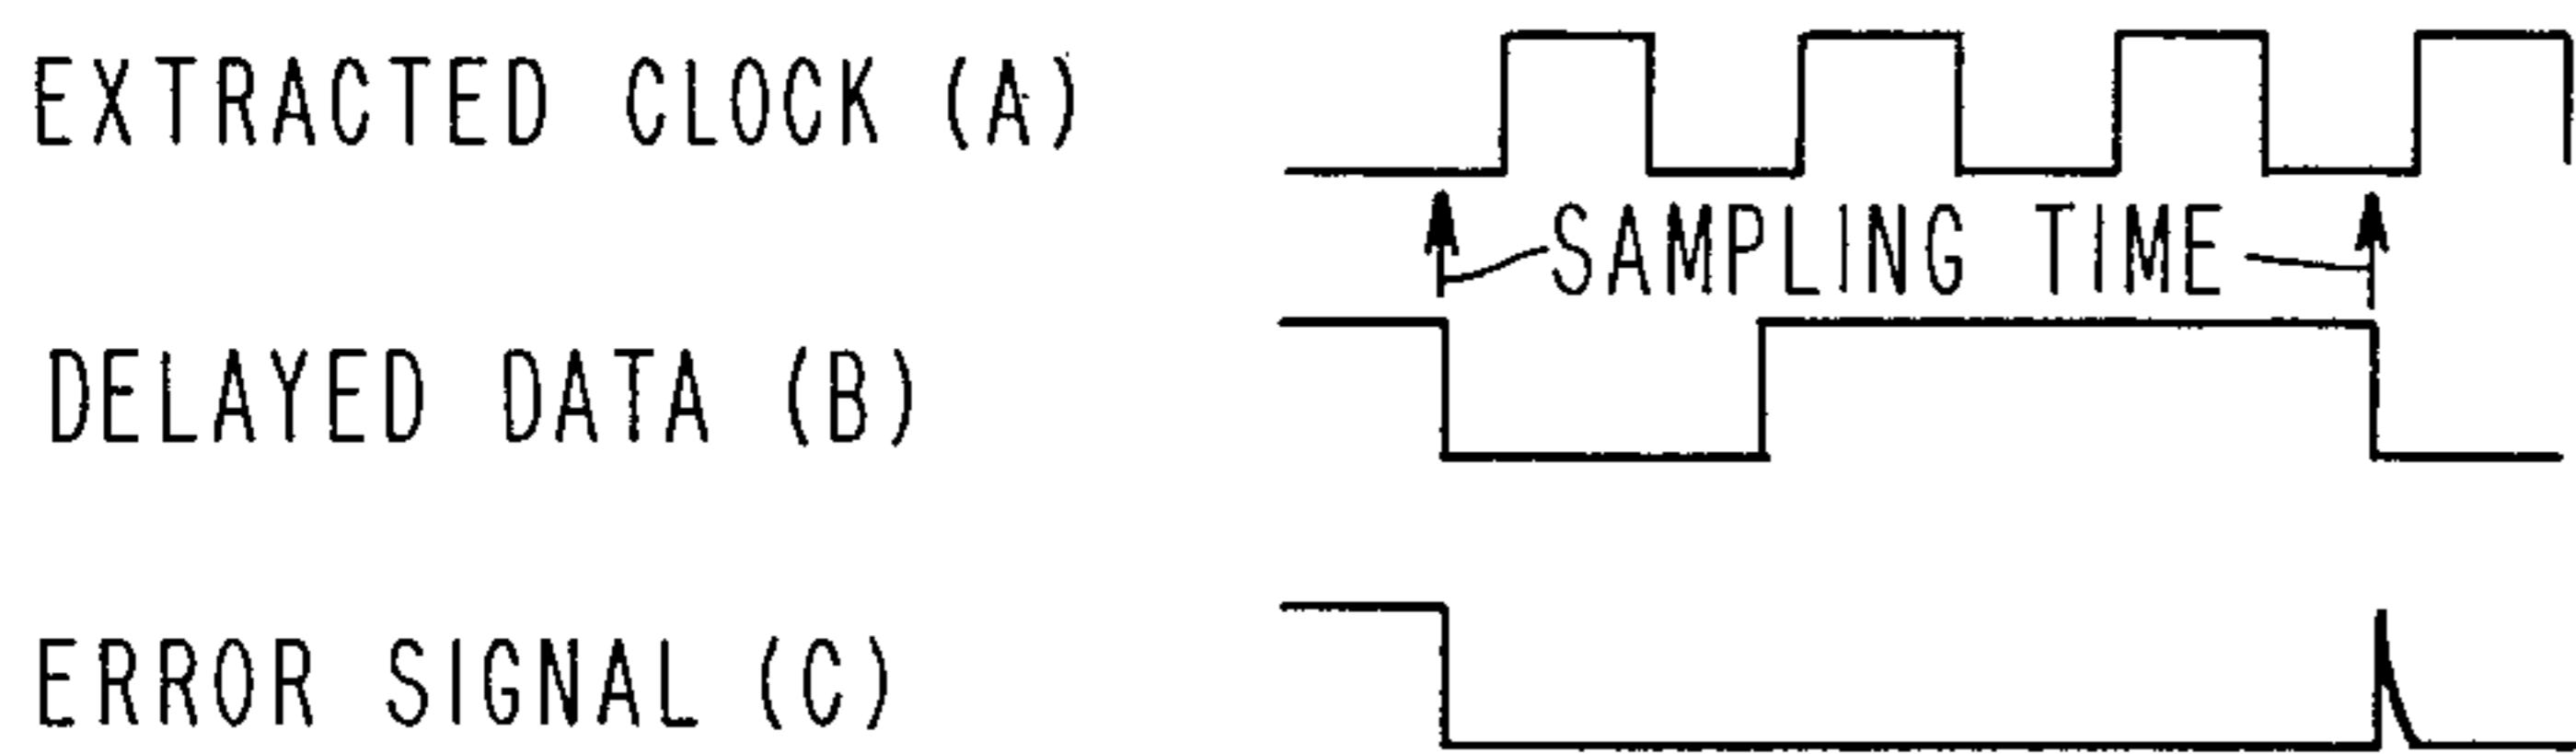 EXTRACTED CLOCK (A)
SAMPLING TIME
DELAYED DATA (B)
ERROR SIGNAL (C)